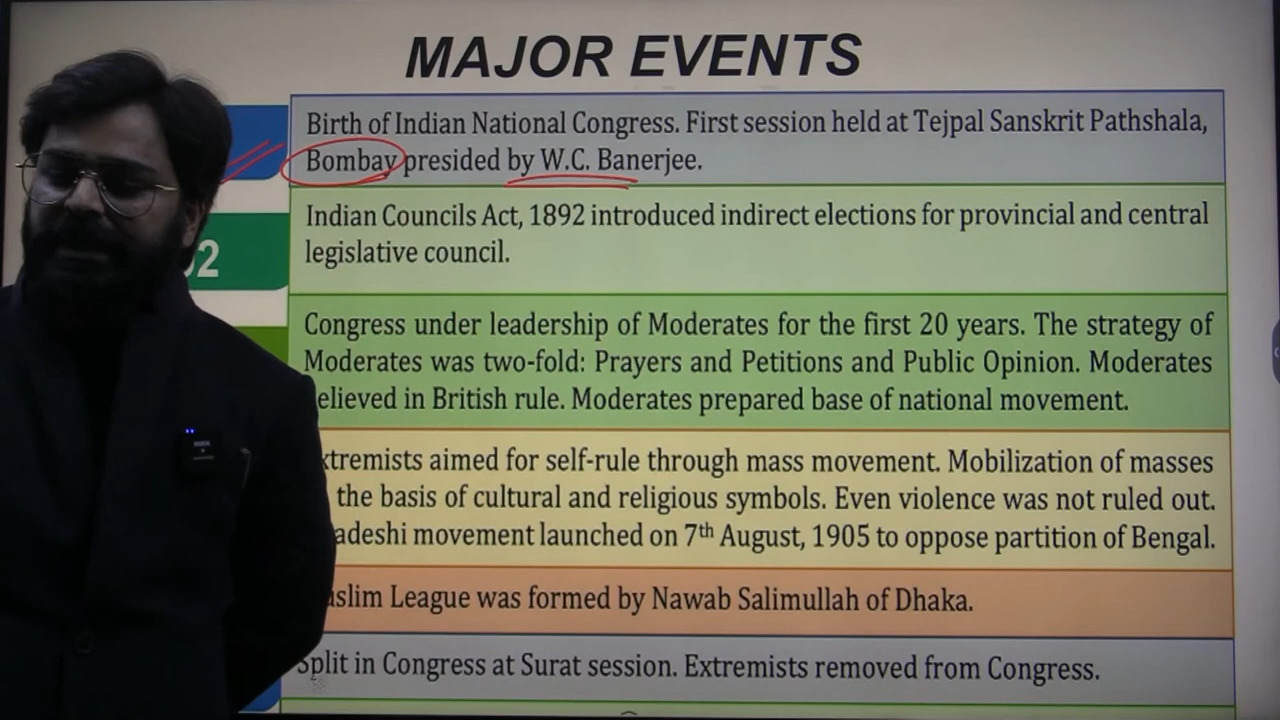 MAJOR EVENTS
Birth of Indian National Congress. First session held at Tejpal Sanskrit Pathshala,
Bombay presided by W.C. Banerjee.
Indian Councils Act, 1892 introduced indirect elections for provincial and central
legislative council.
Congress under leadership of Moderates for the first 20 years. The strategy of
Moderates was two-fold: Prayers and Petitions and Public Opinion. Moderates
elieved in British rule. Moderates prepared base of national movement.
xtremists aimed for self-rule through mass movement. Mobilization of masses
the basis of cultural and religious symbols. Even violence was not ruled out.
adeshi movement launched on 7th August, 1905 to oppose partition of Bengal.
slim League was formed by Nawab Salimullah of Dhaka.
Split in Congress at Surat session. Extremists removed from Congress.